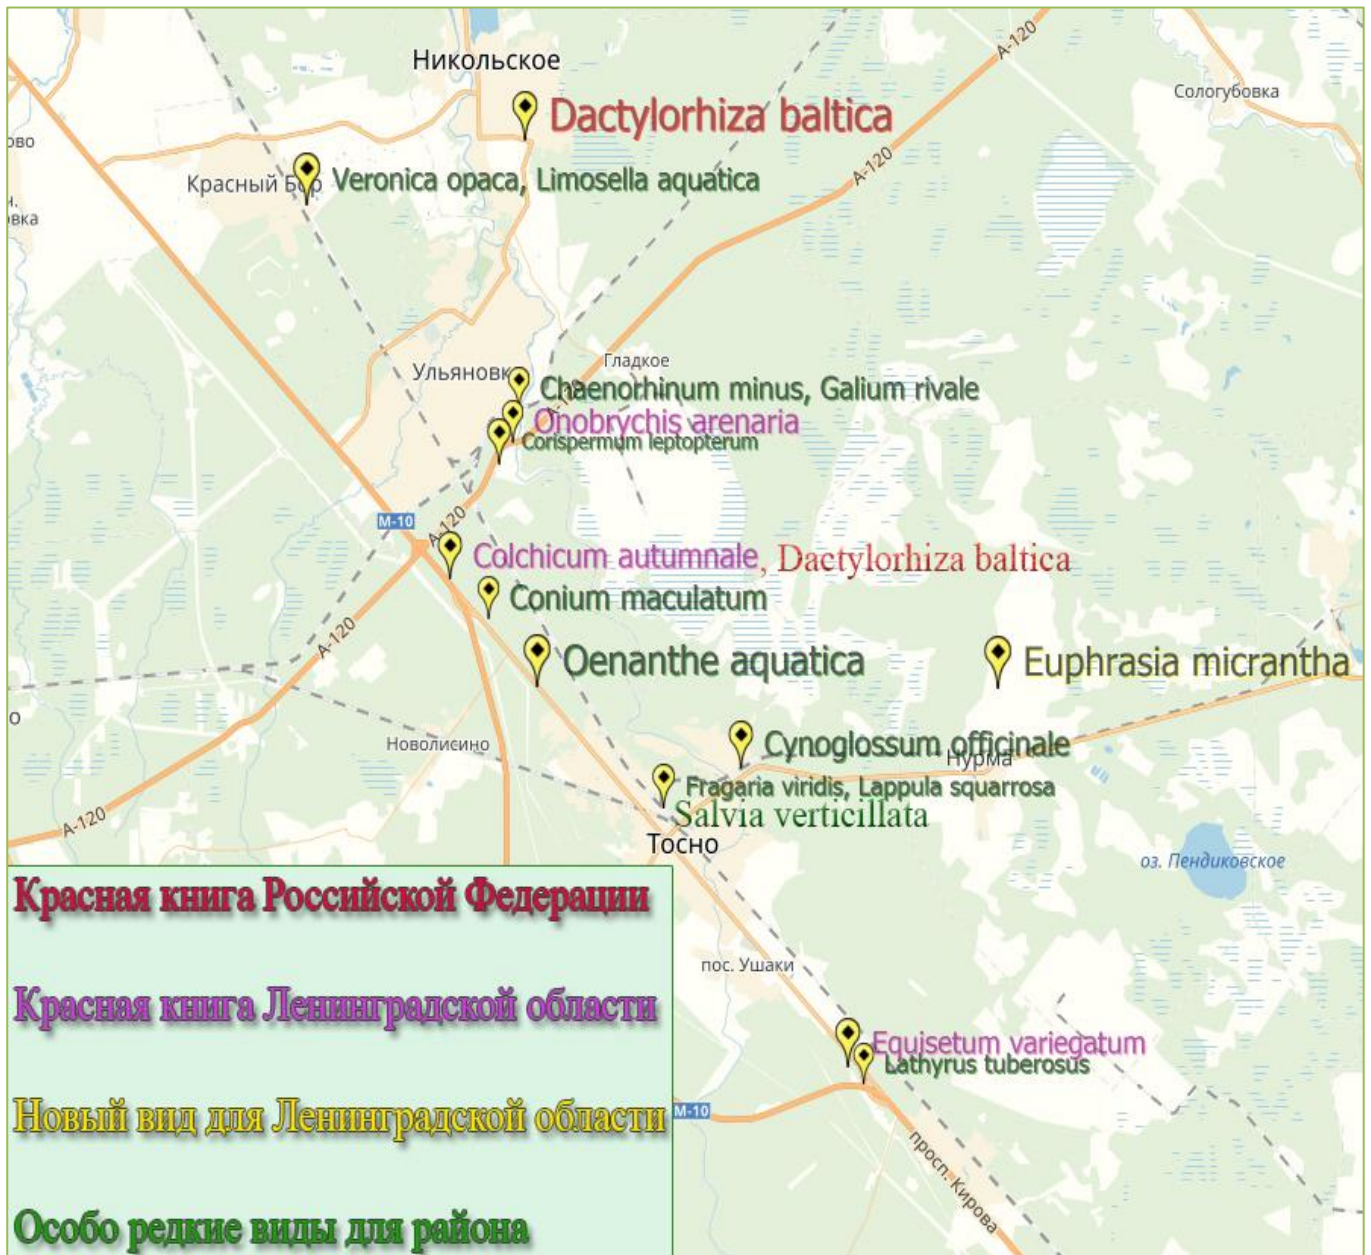 Никольское
А-120
Сологубовка
Dactylorhiza baltica
ово
А-120
Красный Бор
Veronica opaca, Limosella aquatica
овка
Гладкое
Ульяновка
Chaenorhinum minus, Galium rivale
А-120
Onobrychis arenaria
Corispermum leptopterum
М-10
А-120
Colchicum autumnale, Dactylorhiza baltica
Conium maculatum
А-120
Oenanthe aquatica
Euphrasia micrantha
о
Новолисино
Cynoglossum officinale
Нурма
Fragaria viridis, Lappula squarrosa
Salvia verticillata
А-120
Тосно
оз. Пендиковское
Красная книга Российской Федерации
пос. Ушаки
Красная книга Ленинградской области
Equisetum variegatum
Lathyrus tuberosus
Новый вид для Ленинградской области
М-10
просп. Кирова
Особо редкие виды для района